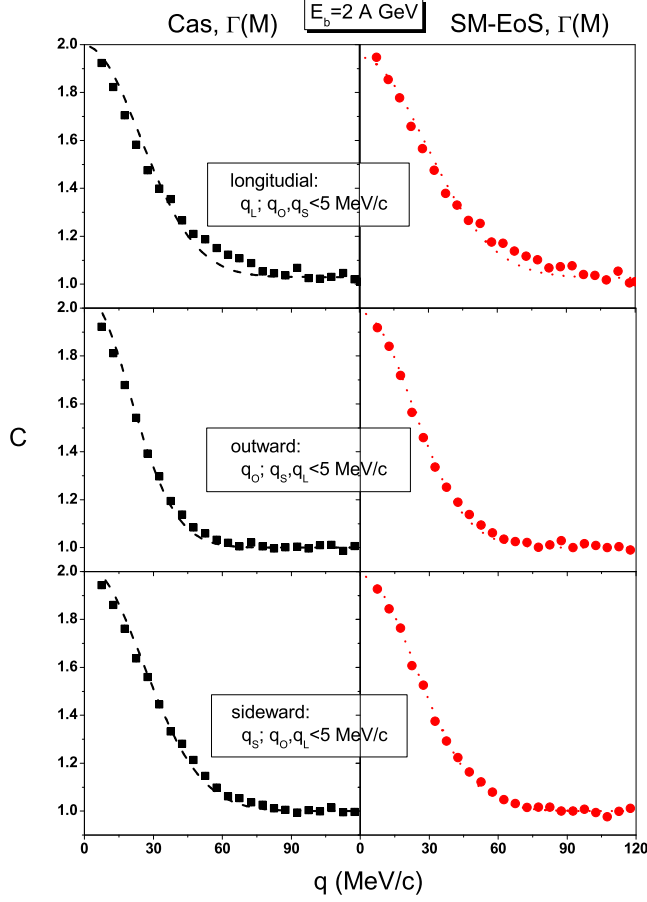 Cas, Γ(M)
E_b=2 A GeV
SM-EoS, Γ(M)
2.0
1.8
1.6
1.4
1.2
1.0
longitudial:
q_L; q_O,q_S<5 MeV/c
2.0
1.8
1.6
1.4
1.2
1.0
outward:
q_O; q_S,q_L<5 MeV/c
C
2.0
1.8
1.6
1.4
1.2
1.0
sideward:
q_S; q_O,q_L<5 MeV/c
0 30 60 90 0 30 60 90 120
q (MeV/c)